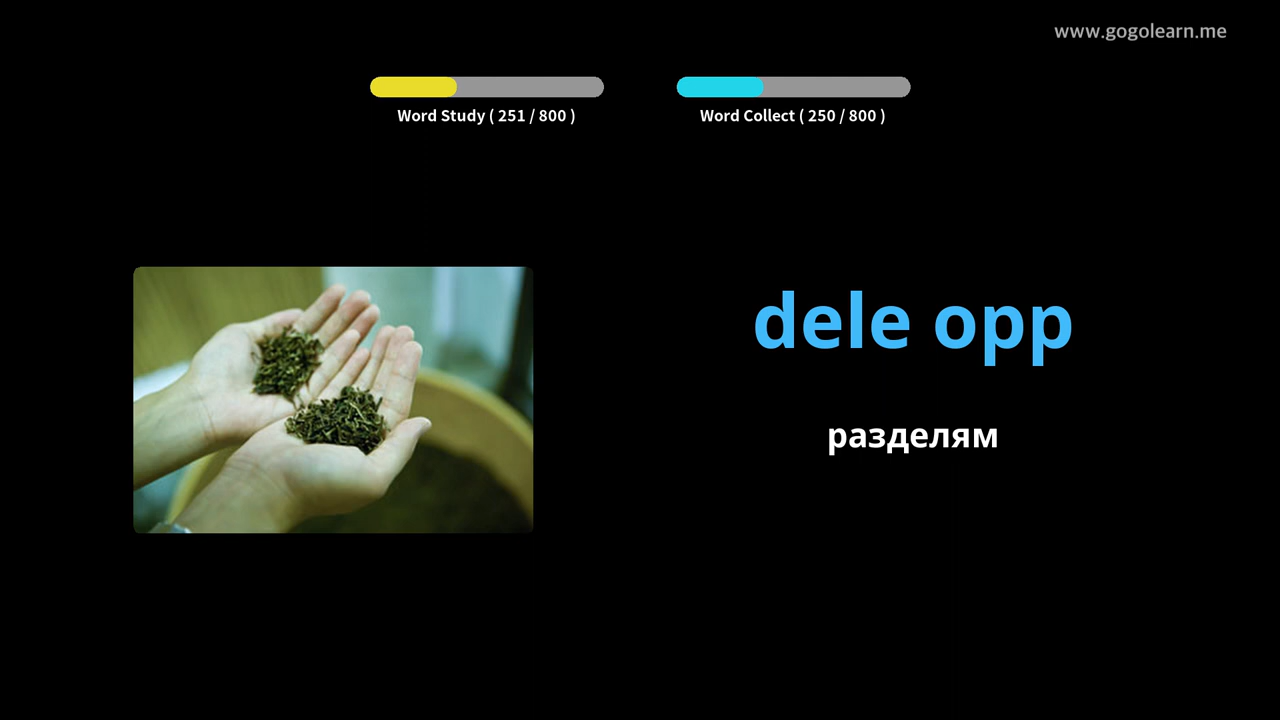 www.gogolearn.me
Word Study ( 251 / 800 )
Word Collect ( 250 / 800 )
dele opp
разделям